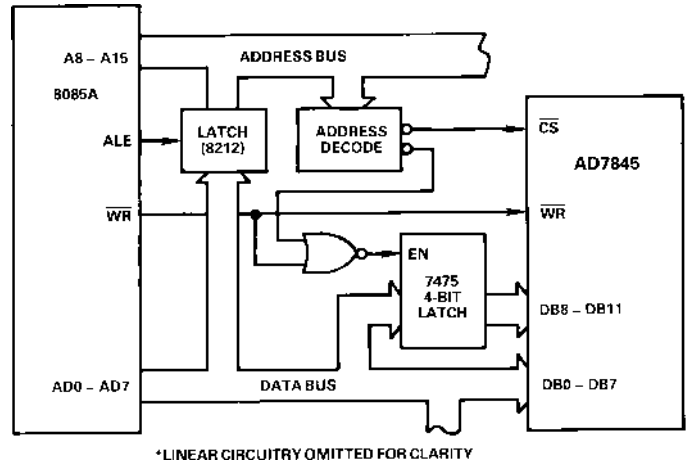 A8 – A15
ADDRESS BUS
8085A
ALE
LATCH
(8212)
ADDRESS
DECODE
CS
AD7845
WR
WR
EN
7475
4-BIT
LATCH
DB8 – DB11
AD0 – AD7
DATA BUS
DB0 – DB7
*LINEAR CIRCUITRY OMITTED FOR CLARITY